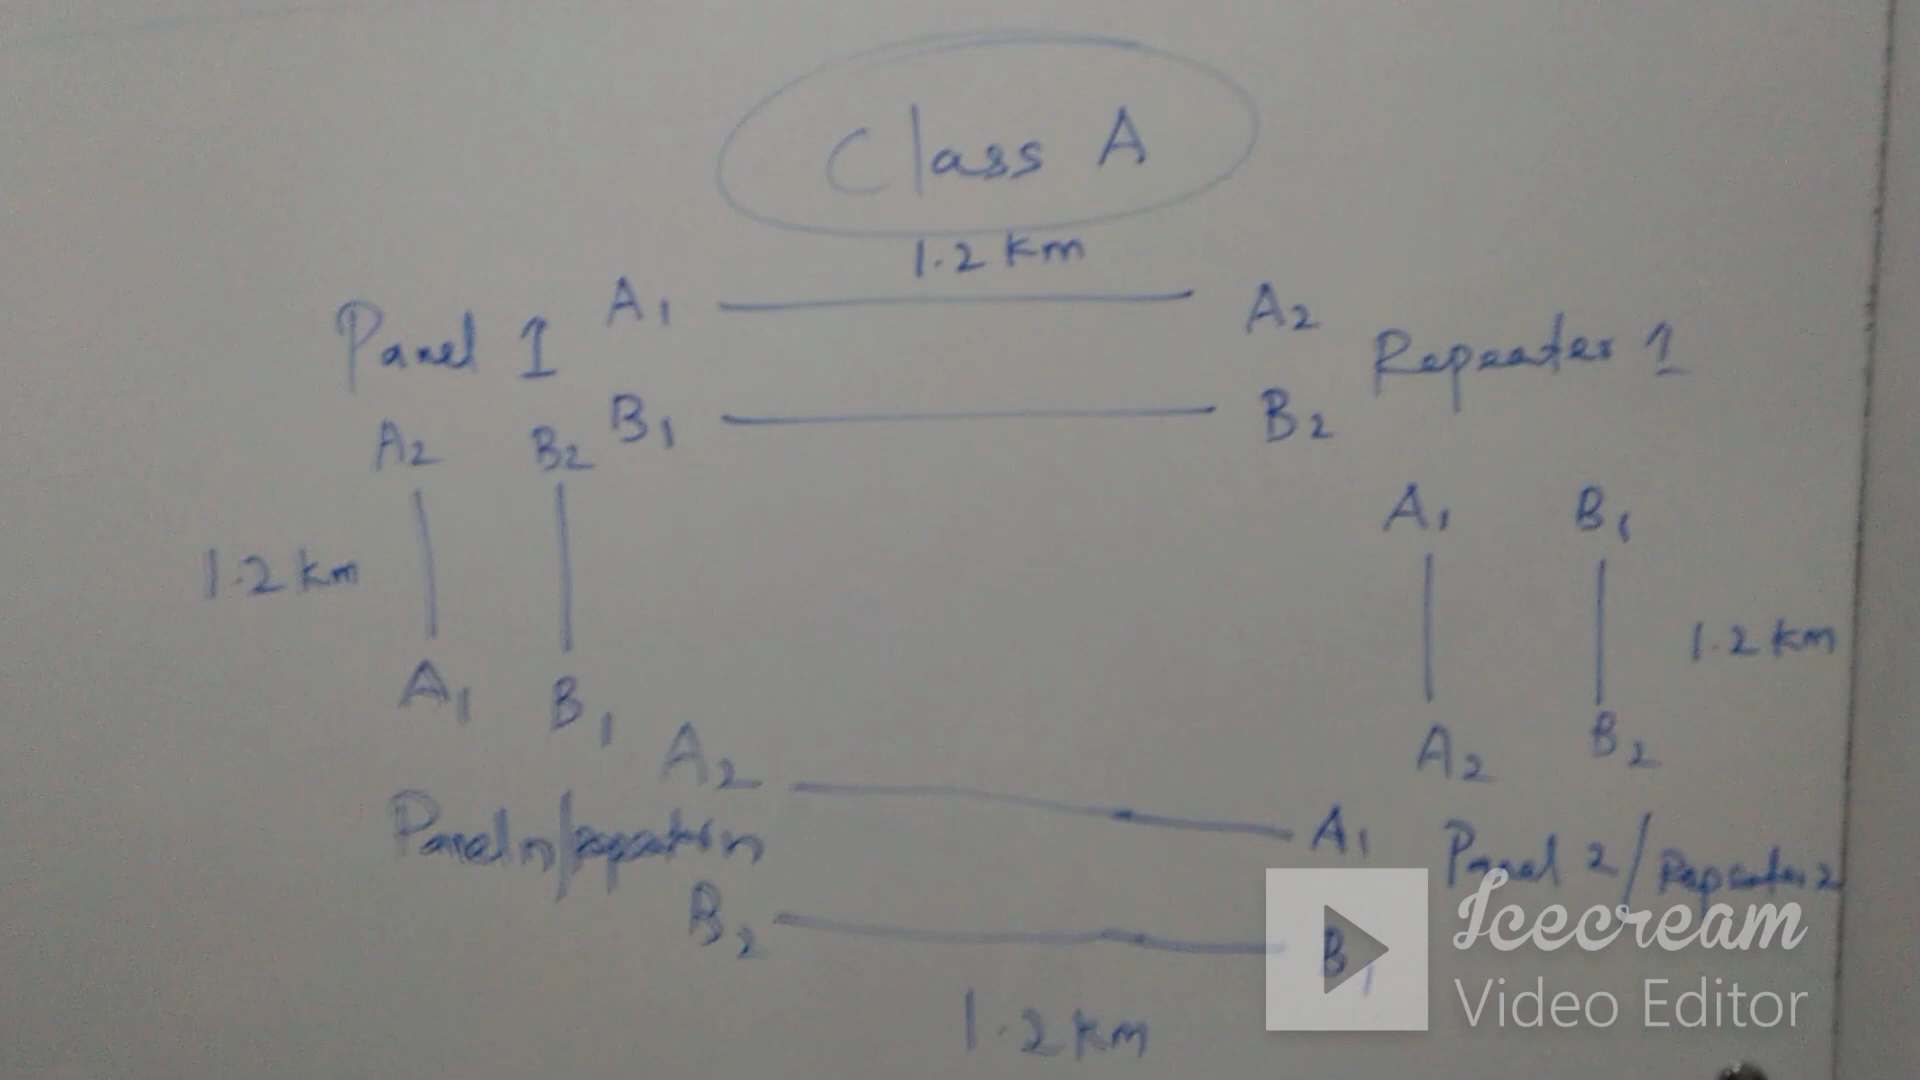 Class A
1.2 km
A1 A2
Panel 1 Repeater 1
B1 B2
A2 B2
A1 B1
1.2 km
1.2 km
A1 B1
A2 B2
A2
A1
Panel n/repeater n
Panel 2/Repeater 2
B2
B1
1.2 km
Icecream
Video Editor